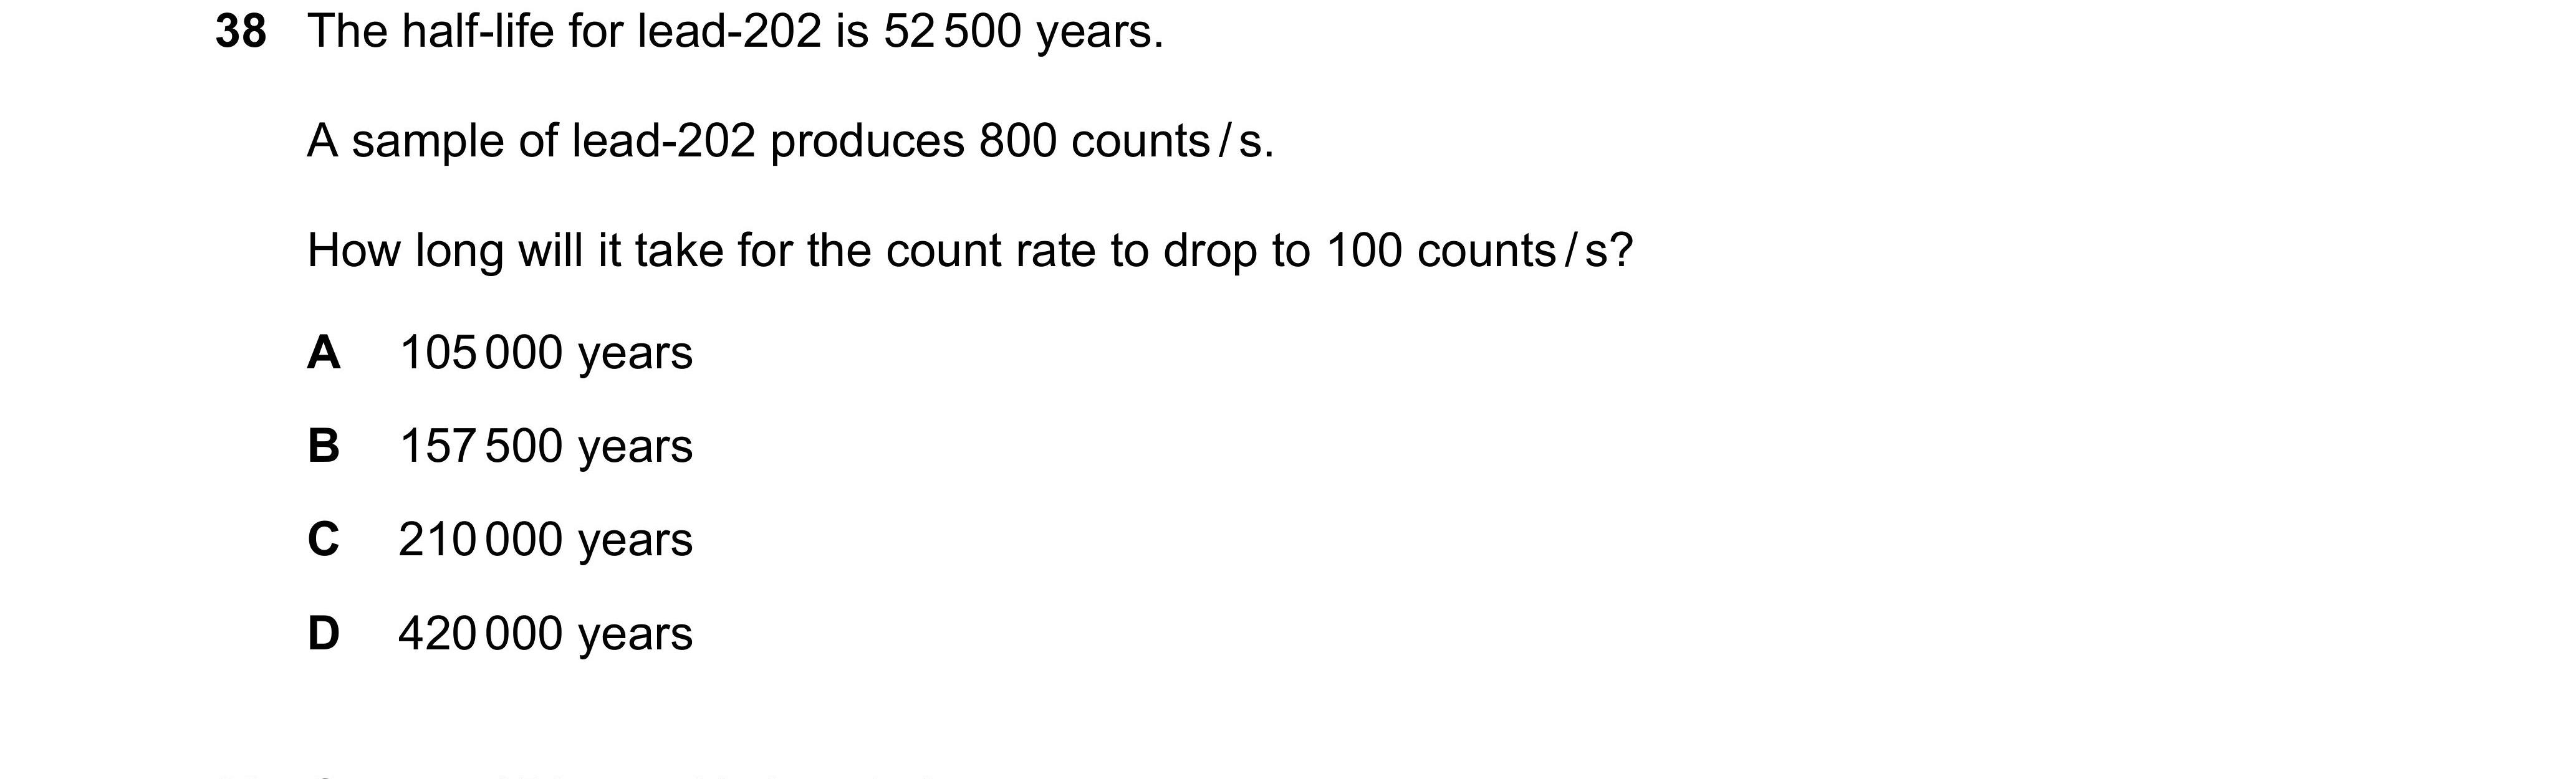 38 The half-life for lead-202 is 52 500 years.
A sample of lead-202 produces 800 counts / s.
How long will it take for the count rate to drop to 100 counts / s?
A 105 000 years
B 157 500 years
C 210 000 years
D 420 000 years